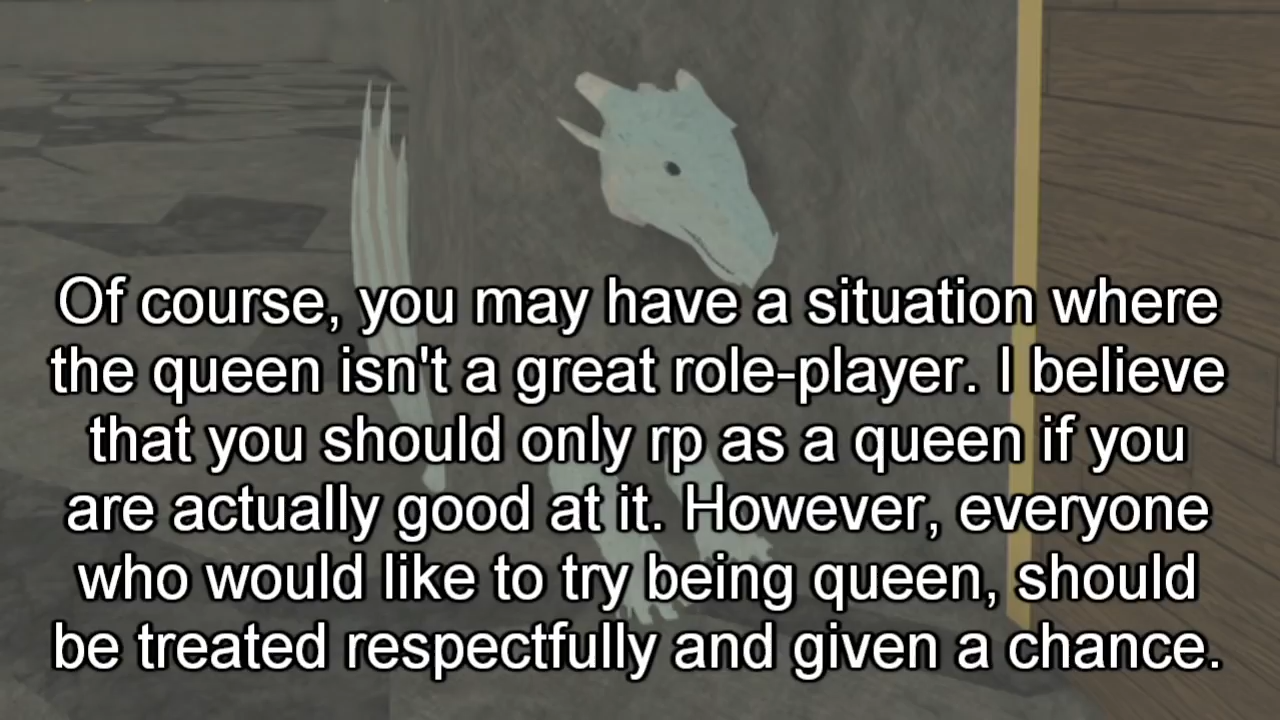 Of course, you may have a situation where
the queen isn't a great role-player. I believe
that you should only rp as a queen if you
are actually good at it. However, everyone
who would like to try being queen, should
be treated respectfully and given a chance.